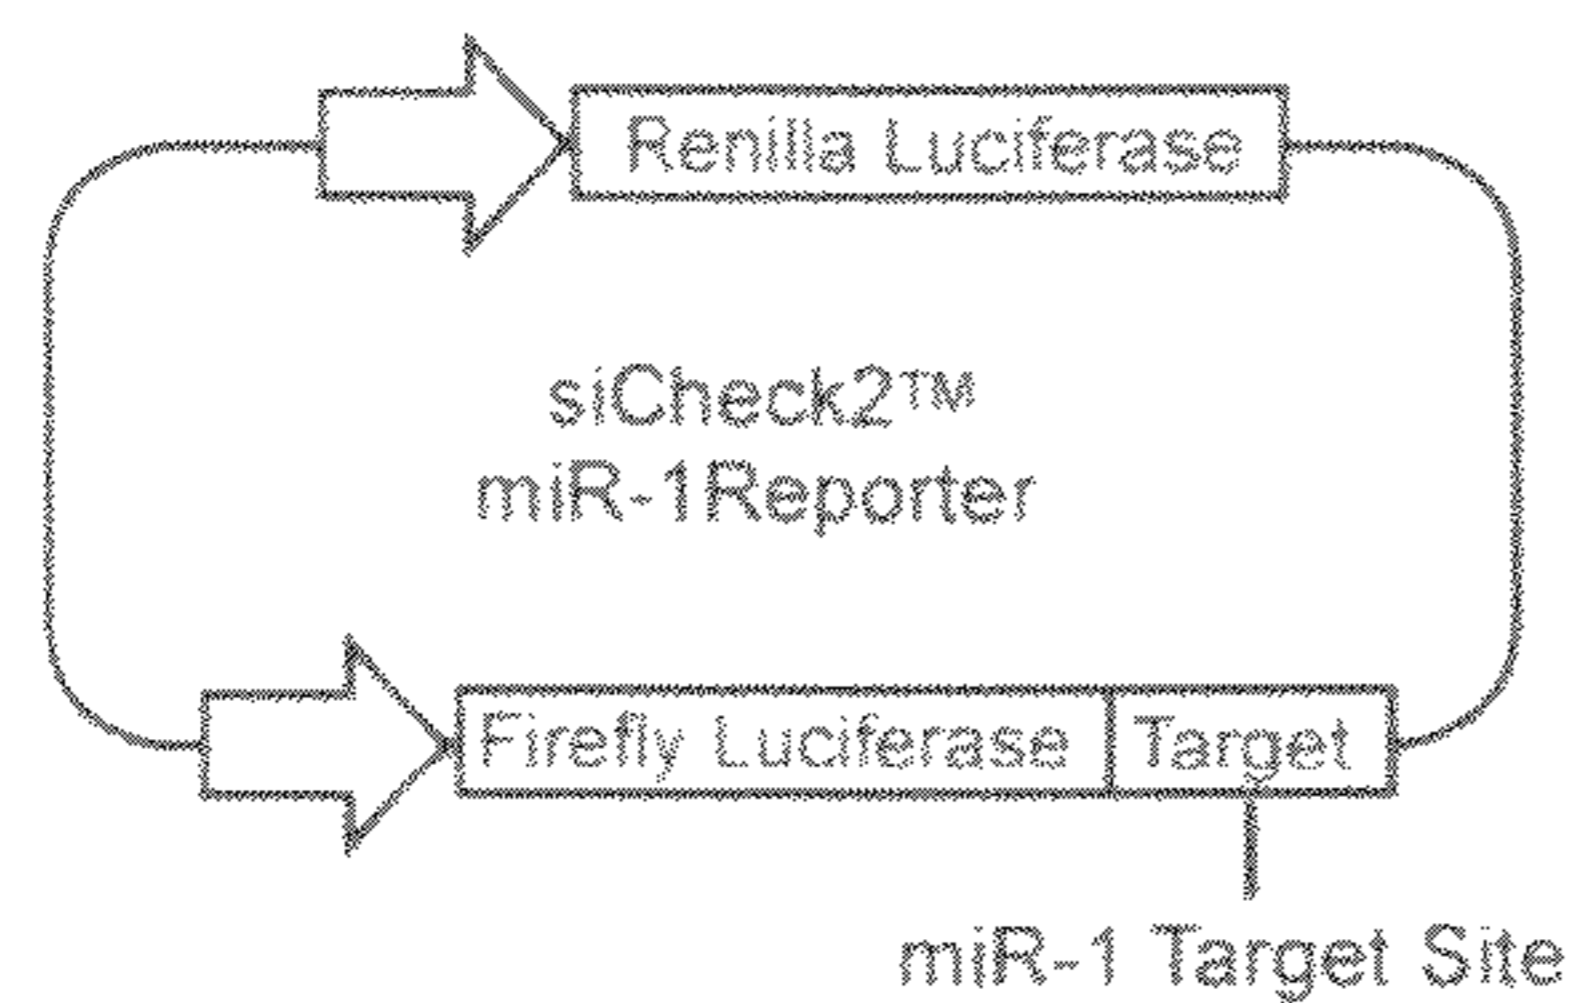 Renilla Luciferase
siCheck2™
miR-1Reporter
Firefly Luciferase
Target
miR-1 Target Site